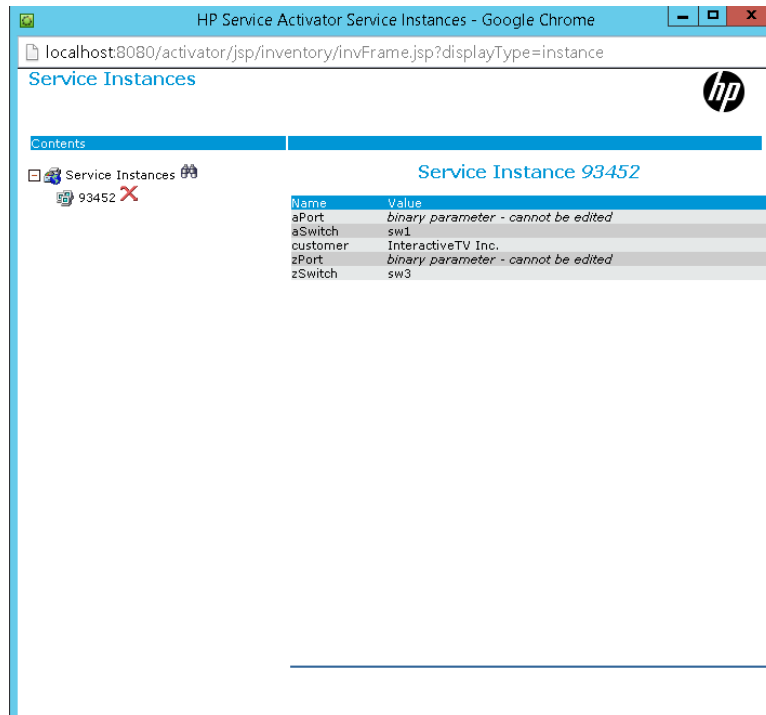 HP Service Activator Service Instances - Google Chrome
localhost:8080/activator/jsp/inventory/invFrame.jsp?displayType=instance
Service Instances
hp
Contents
Service Instances
93452
Service Instance 93452
Name Value
aPort binary parameter - cannot be edited
aSwitch sw1
customer InteractiveTV Inc.
zPort binary parameter - cannot be edited
zSwitch sw3